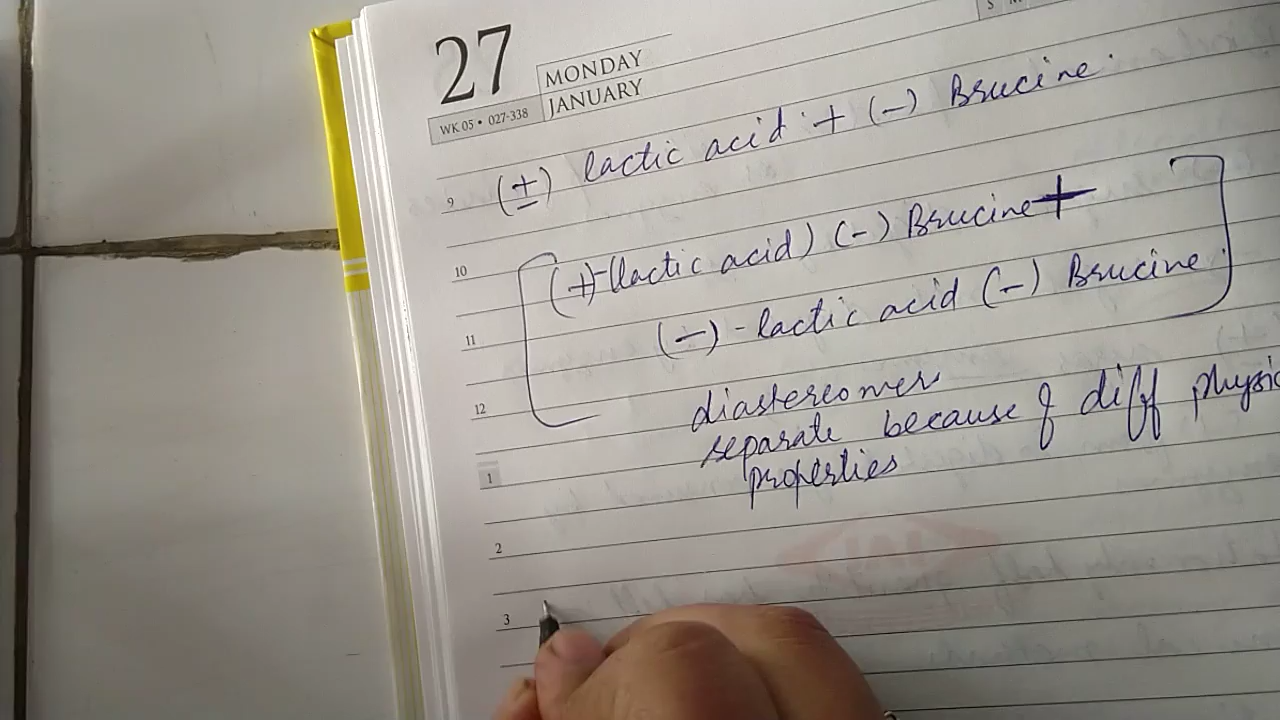 27
MONDAY
JANUARY
WK 05 • 027-338
9 (±) lactic acid + (-) Brucine.
10 (+)-lactic acid) (-) Brucine +
11 (-) - lactic acid (-) Brucine
12 diastereomers
separate because of diff physic
1 properties
2
3